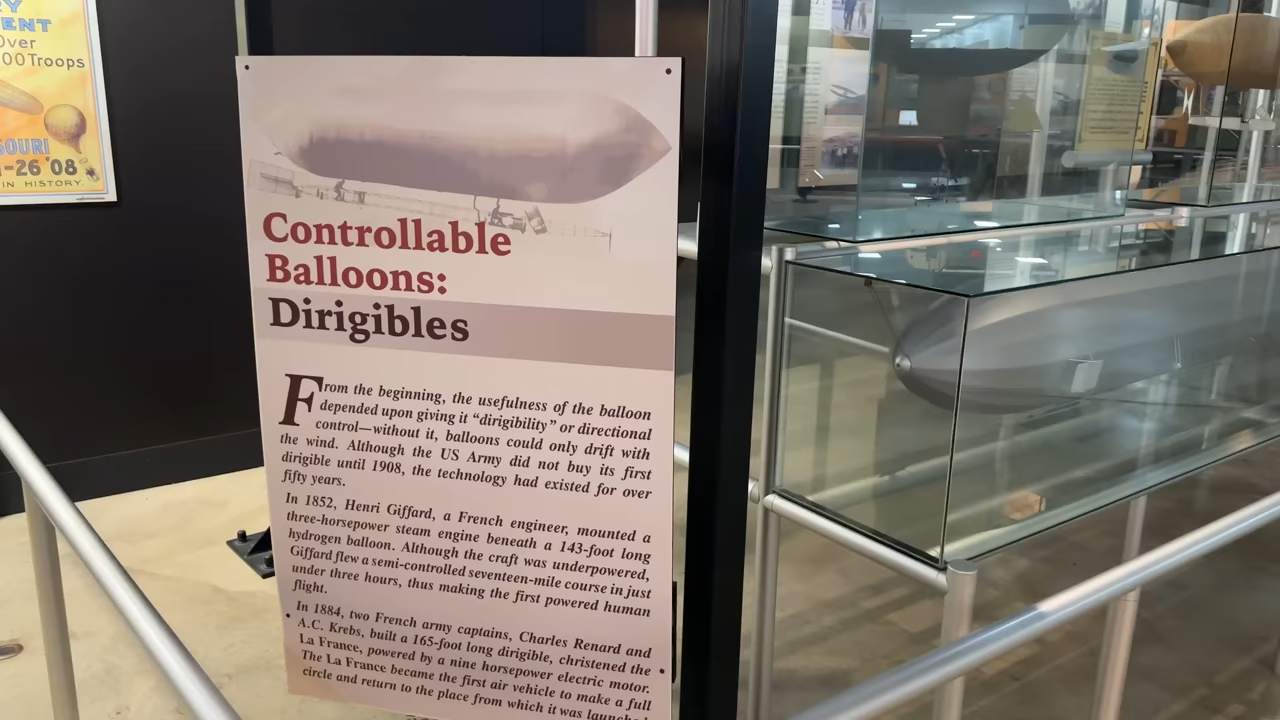 ENT
Over
00 Troops
SOURI
-26 '08
IN HISTORY.
Controllable
Balloons:
Dirigibles
From the beginning, the usefulness of the balloon
depended upon giving it “dirigibility” or directional
control—without it, balloons could only drift with
the wind. Although the US Army did not buy its first
dirigible until 1908, the technology had existed for over
fifty years.
In 1852, Henri Giffard, a French engineer, mounted a
three-horsepower steam engine beneath a 143-foot long
hydrogen balloon. Although the craft was underpowered,
Giffard flew a semi-controlled seventeen-mile course in just
under three hours, thus making the first powered human
flight.
In 1884, two French army captains, Charles Renard and
A.C. Krebs, built a 165-foot long dirigible, christened the
La France, powered by a nine horsepower electric motor.
The La France became the first air vehicle to make a full
circle and return to the place from which it was launched